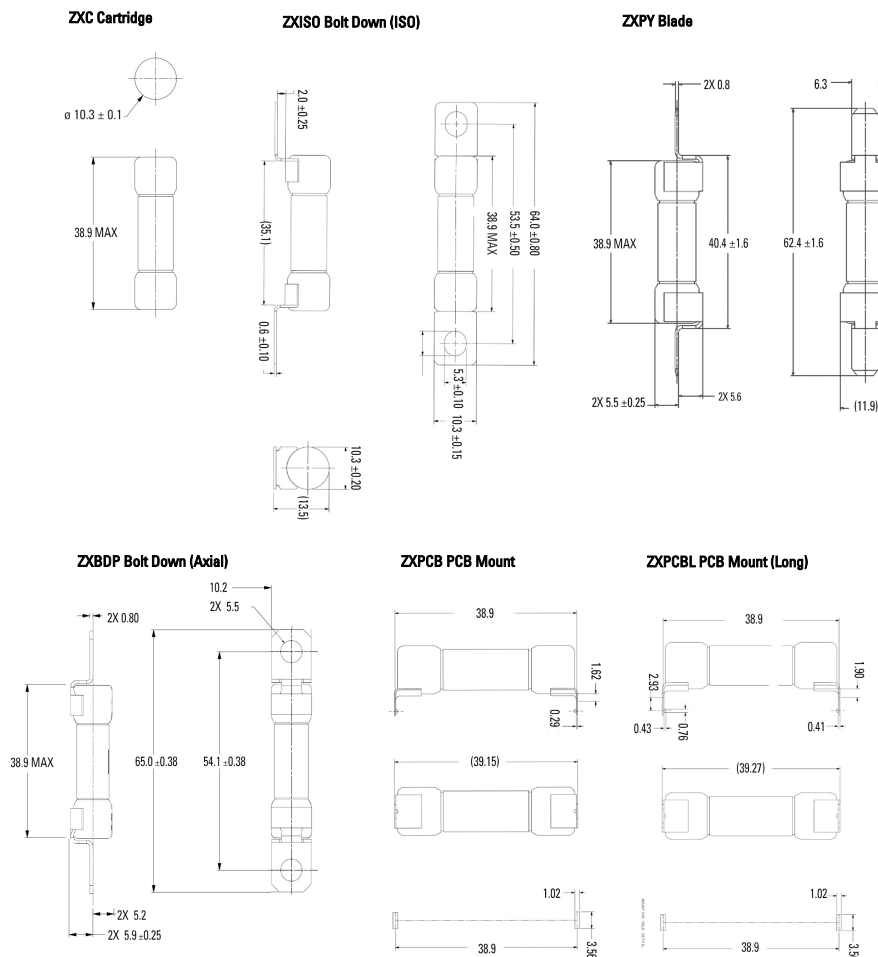 ZXC Cartridge
ø 10.3 ± 0.1
38.9 MAX
ZXISO Bolt Down (ISO)
2.0 ±0.25
(35.1)
0.6 ±0.10
38.9 MAX
53.5 ±0.50
64.0 ±0.80
5.3 ±0.10
10.3 ±0.15
10.3 ±0.20
(13.5)
ZXPY Blade
2X 0.8
38.9 MAX
40.4 ±1.6
2X 5.5 ±0.25
2X 5.6
6.3
62.4 ±1.6
(11.9)
ZXBDP Bolt Down (Axial)
2X 0.80
38.9 MAX
2X 5.2
2X 5.9 ±0.25
10.2
2X 5.5
65.0 ±0.38
54.1 ±0.38
ZXPCB PCB Mount
38.9
1.62
0.29
(39.15)
1.02
38.9
3.56
ZXPCBL PCB Mount (Long)
38.9
2.93
1.90
0.43
0.76
0.41
(39.27)
1.02
38.9